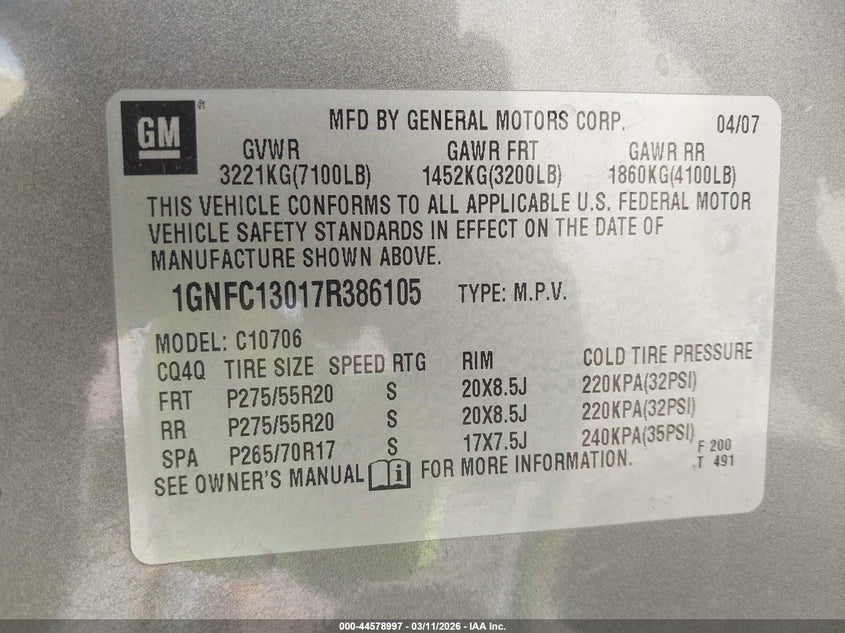 GM ®
MFD BY GENERAL MOTORS CORP. 04/07
GVWR GAWR FRT GAWR RR
3221KG(7100LB) 1452KG(3200LB) 1860KG(4100LB)
THIS VEHICLE CONFORMS TO ALL APPLICABLE U.S. FEDERAL MOTOR
VEHICLE SAFETY STANDARDS IN EFFECT ON THE DATE OF
MANUFACTURE SHOWN ABOVE.
1GNFC13017R386105 TYPE: M.P.V.
MODEL: C10706
CQ4Q TIRE SIZE SPEED RTG RIM COLD TIRE PRESSURE
FRT P275/55R20 S 20X8.5J 220KPA(32PSI)
RR P275/55R20 S 20X8.5J 220KPA(32PSI)
SPA P265/70R17 S 17X7.5J 240KPA(35PSI)
F 200
SEE OWNER'S MANUAL i FOR MORE INFORMATION. .T 491
000-44578997 - 03/11/2026 - IAA Inc.